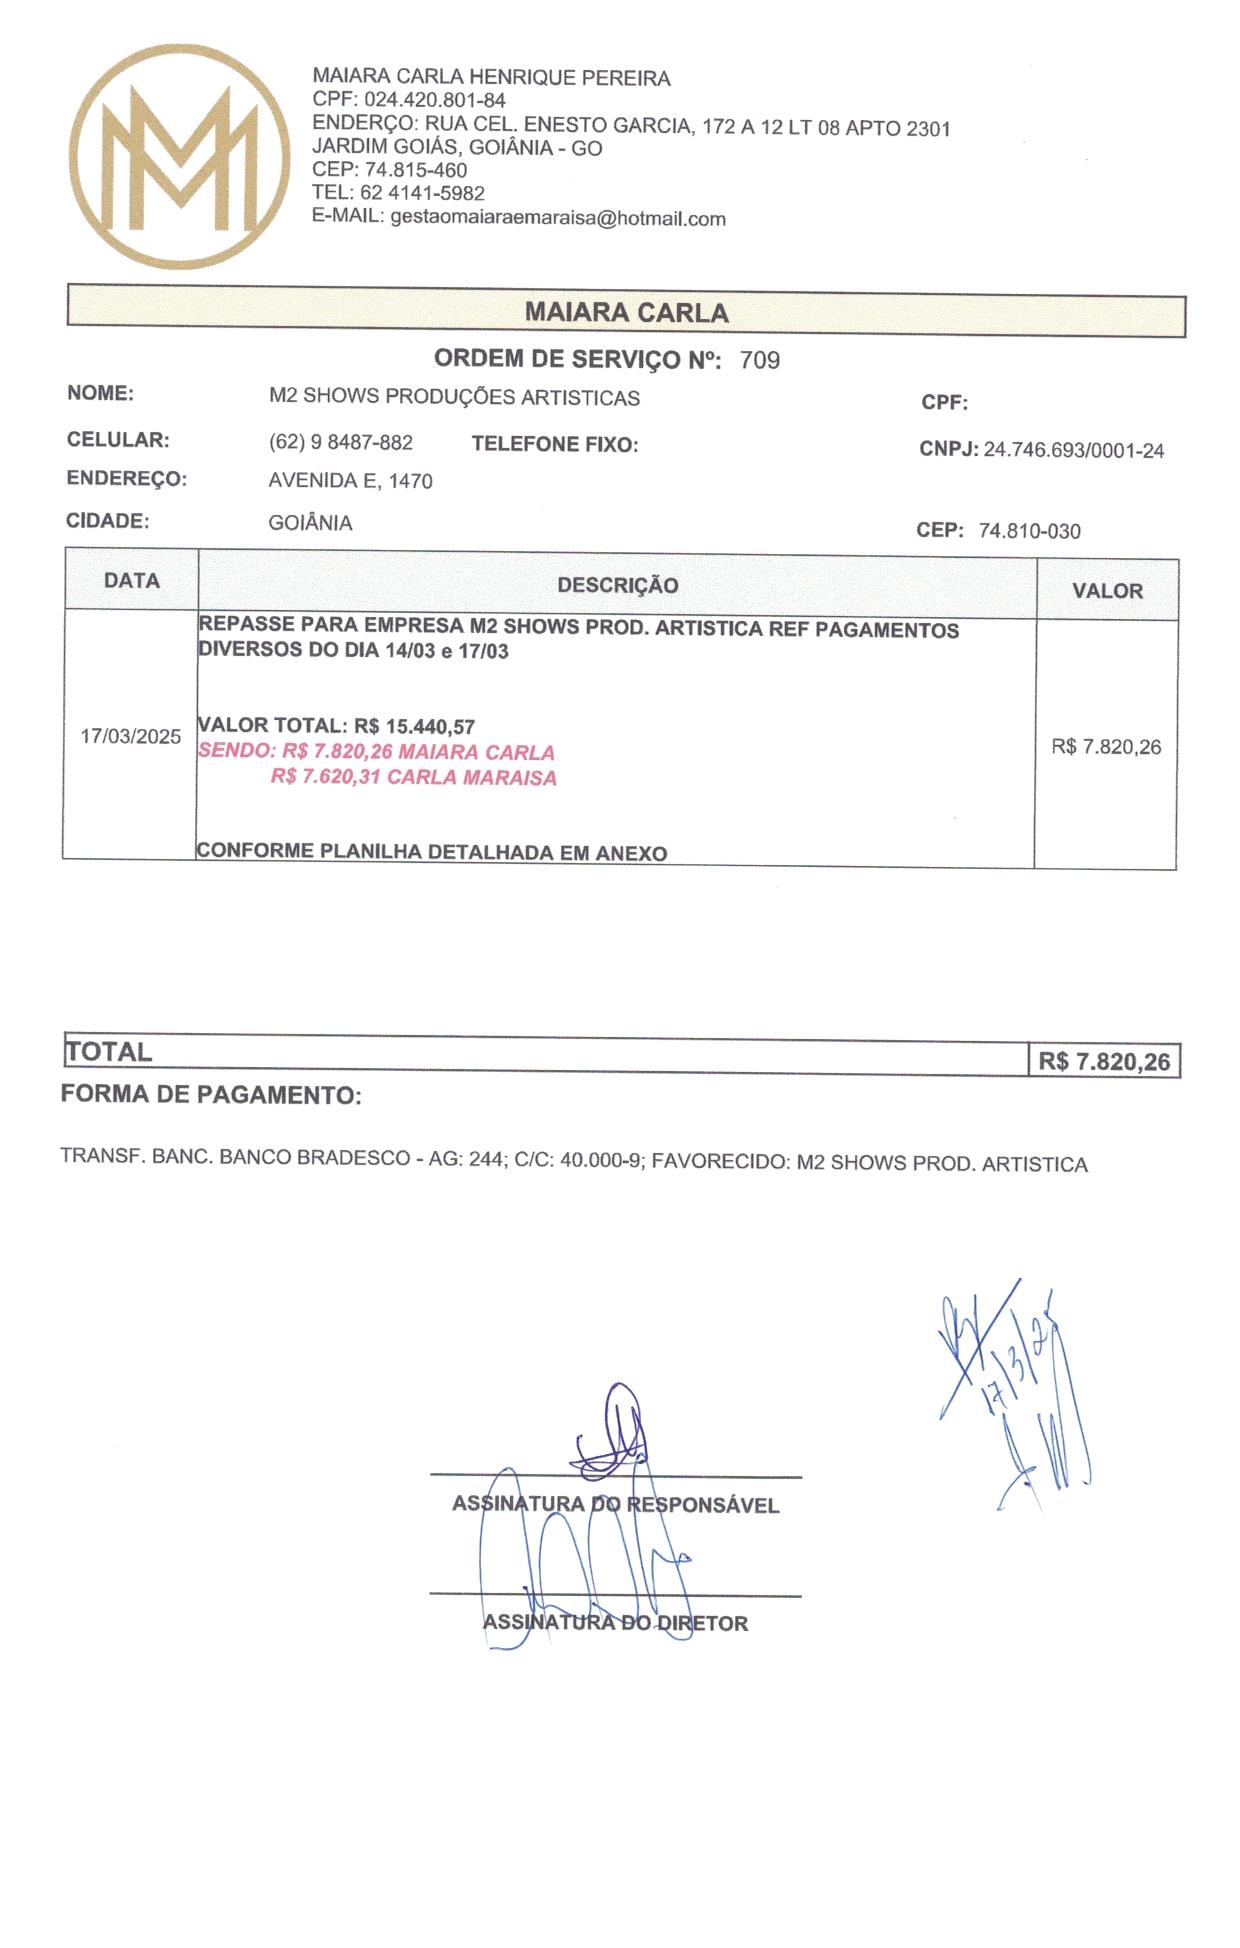 MAIARA CARLA HENRIQUE PEREIRA
CPF: 024.420.801-84
ENDERÇO: RUA CEL. ENESTO GARCIA, 172 A 12 LT 08 APTO 2301
JARDIM GOIÁS, GOIÂNIA - GO
CEP: 74.815-460
TEL: 62 4141-5982
E-MAIL: gestaomaiaraemaraisa@hotmail.com
MAIARA CARLA
ORDEM DE SERVIÇO Nº: 709
NOME: M2 SHOWS PRODUÇÕES ARTISTICAS CPF:
CELULAR: (62) 9 8487-882 TELEFONE FIXO: CNPJ: 24.746.693/0001-24
ENDEREÇO: AVENIDA E, 1470
CIDADE: GOIÂNIA CEP: 74.810-030
DATA DESCRIÇÃO VALOR
REPASSE PARA EMPRESA M2 SHOWS PROD. ARTISTICA REF PAGAMENTOS
DIVERSOS DO DIA 14/03 e 17/03
VALOR TOTAL: R$ 15.440,57
17/03/2025 SENDO: R$ 7.820,26 MAIARA CARLA R$ 7.820,26
R$ 7.620,31 CARLA MARAISA
CONFORME PLANILHA DETALHADA EM ANEXO
TOTAL R$ 7.820,26
FORMA DE PAGAMENTO:
TRANSF. BANC. BANCO BRADESCO - AG: 244; C/C: 40.000-9; FAVORECIDO: M2 SHOWS PROD. ARTISTICA
17/3/25
ASSINATURA DO RESPONSÁVEL
ASSINATURA DO DIRETOR